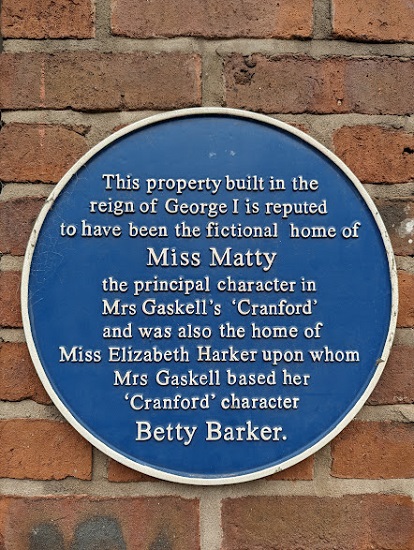 This property built in the
reign of George I is reputed
to have been the fictional home of
Miss Matty
the principal character in
Mrs Gaskell's 'Cranford'
and was also the home of
Miss Elizabeth Harker upon whom
Mrs Gaskell based her
'Cranford' character
Betty Barker.